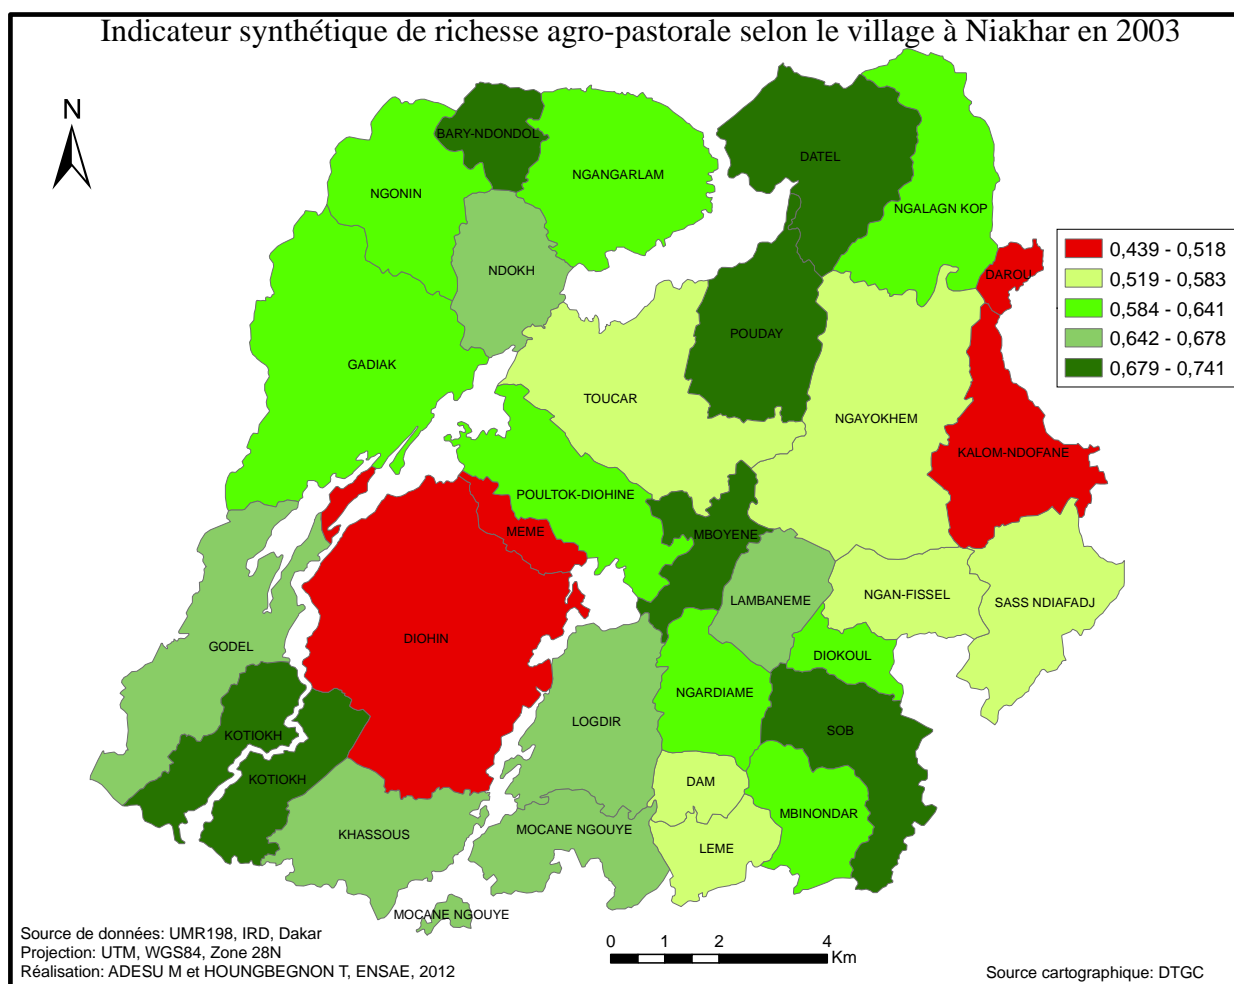 Indicateur synthétique de richesse agro-pastorale selon le village à Niakhar en 2003
N
BARY-NDONDOL
DATEL
NGANGARLAM
NGONIN
NGALAGN KOP
0,439 - 0,518
0,519 - 0,583
0,584 - 0,641
0,642 - 0,678
0,679 - 0,741
NDOKH
DAROU
POUDAY
GADIAK
TOUCAR
NGAYOKHEM
KALOM-NDOFANE
POULTOK-DIOHINE
MEME
MBOYENE
LAMBANEME
NGAN-FISSEL
SASS NDIAFADJ
DIOHIN
GODEL
DIOKOUL
NGARDIAME
LOGDIR
SOB
KOTIOKH
KOTIOKH
DAM
MBINONDAR
KHASSOUS
MOCANE NGOUYE
LEME
MOCANE NGOUYE
Source de données: UMR198, IRD, Dakar
Projection: UTM, WGS84, Zone 28N
Réalisation: ADESU M et HOUNGBEGNON T, ENSAE, 2012
0 1 2 4
Km
Source cartographique: DTGC